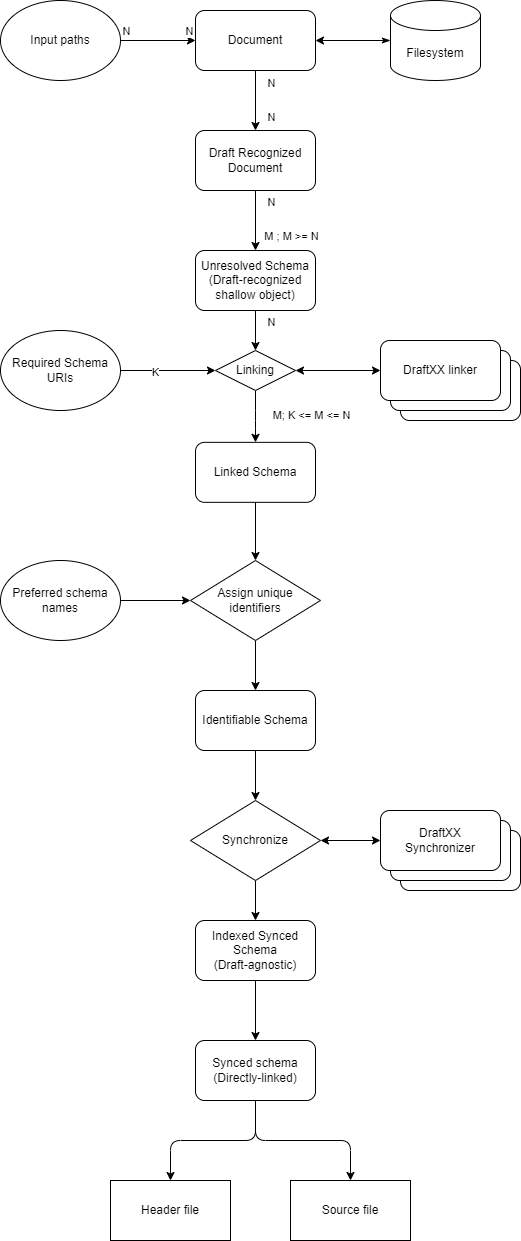 Input paths
N
N
Document
Filesystem
N
N
Draft Recognized
Document
N
M ; M >= N
Unresolved Schema
(Draft-recognized
shallow object)
N
Required Schema
URIs
K
Linking
DraftXX linker
M; K <= M <= N
Linked Schema
Preferred schema
names
Assign unique
identifiers
Identifiable Schema
Synchronize
DraftXX
Synchronizer
Indexed Synced
Schema
(Draft-agnostic)
Synced schema
(Directly-linked)
Header file
Source file